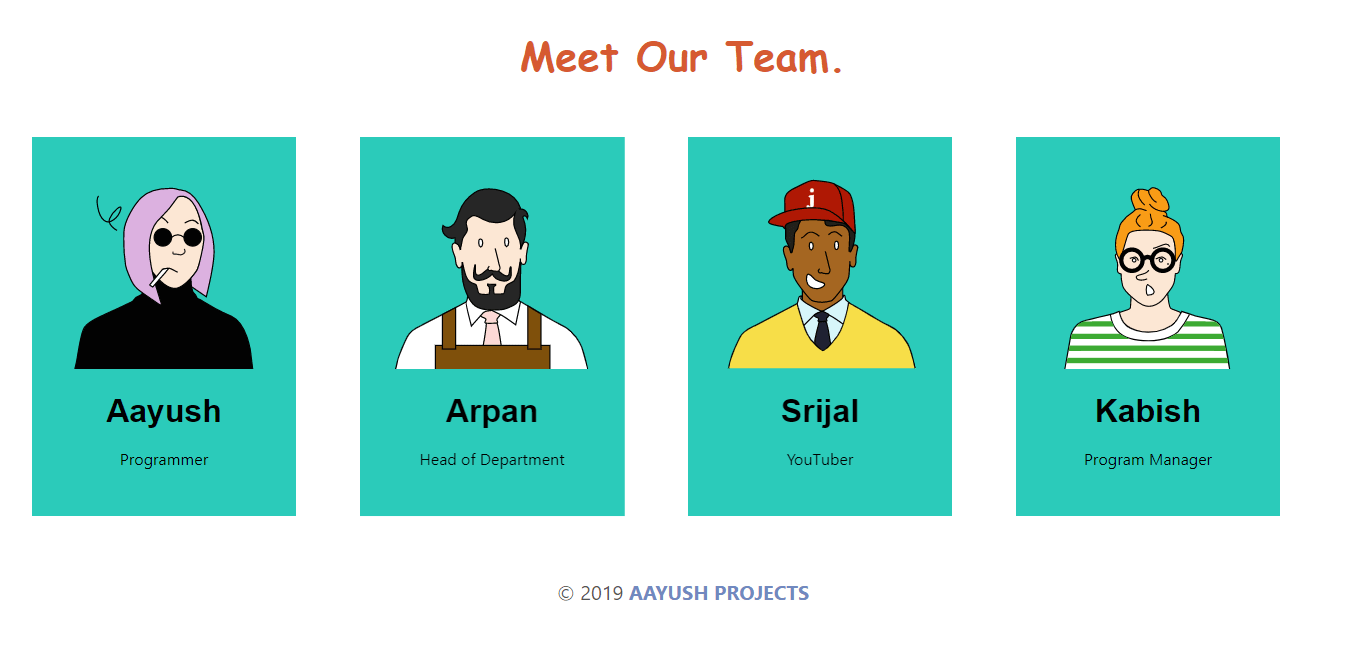 Meet Our Team.
j
Aayush
Programmer
Arpan
Head of Department
Srijal
YouTuber
Kabish
Program Manager
© 2019 AAYUSH PROJECTS